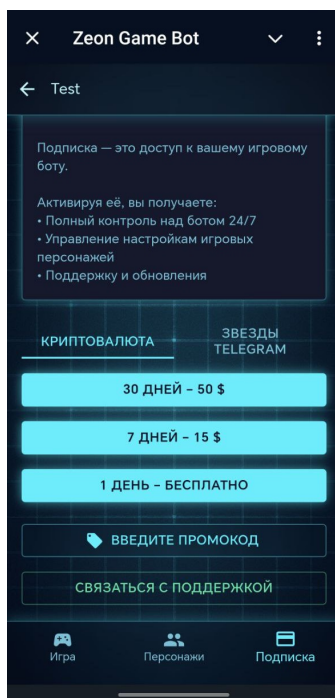 Zeon Game Bot
Test
Подписка — это доступ к вашему игровому
боту.
Активируя её, вы получаете:
• Полный контроль над ботом 24/7
• Управление настройкам игровых
персонажей
• Поддержку и обновления
КРИПТОВАЛЮТА
ЗВЕЗДЫ
TELEGRAM
30 ДНЕЙ – 50 $
7 ДНЕЙ – 15 $
1 ДЕНЬ – БЕСПЛАТНО
ВВЕДИТЕ ПРОМОКОД
СВЯЗАТЬСЯ С ПОДДЕРЖКОЙ
Игра
Персонажи
Подписка